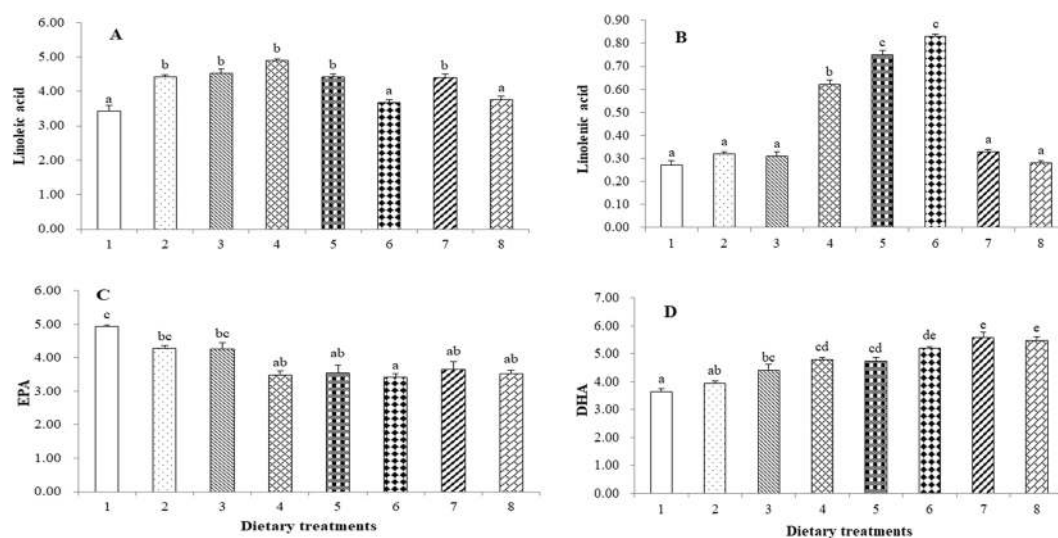 A
Linoleic acid
6.00
5.00
4.00
3.00
2.00
1.00
0.00
a b b b b a b a
1 2 3 4 5 6 7 8
B
Linolenic acid
0.90
0.80
0.70
0.60
0.50
0.40
0.30
0.20
0.10
0.00
a a a b c c a a
1 2 3 4 5 6 7 8
C
EPA
6.00
5.00
4.00
3.00
2.00
1.00
0.00
c bc bc ab ab a ab ab
1 2 3 4 5 6 7 8
Dietary treatments
D
DHA
7.00
6.00
5.00
4.00
3.00
2.00
1.00
0.00
a ab bc cd cd de e e
1 2 3 4 5 6 7 8
Dietary treatments